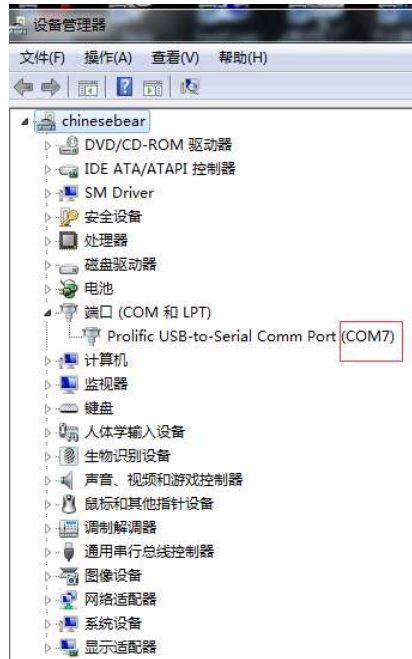 设备管理器
文件(F) 操作(A) 查看(V) 帮助(H)
chinesebear
DVD/CD-ROM 驱动器
IDE ATA/ATAPI 控制器
SM Driver
安全设备
处理器
磁盘驱动器
电池
端口 (COM 和 LPT)
Prolific USB-to-Serial Comm Port (COM7)
计算机
监视器
键盘
人体学输入设备
生物识别设备
声音、视频和游戏控制器
鼠标和其他指针设备
调制解调器
通用串行总线控制器
图像设备
网络适配器
系统设备
显示适配器